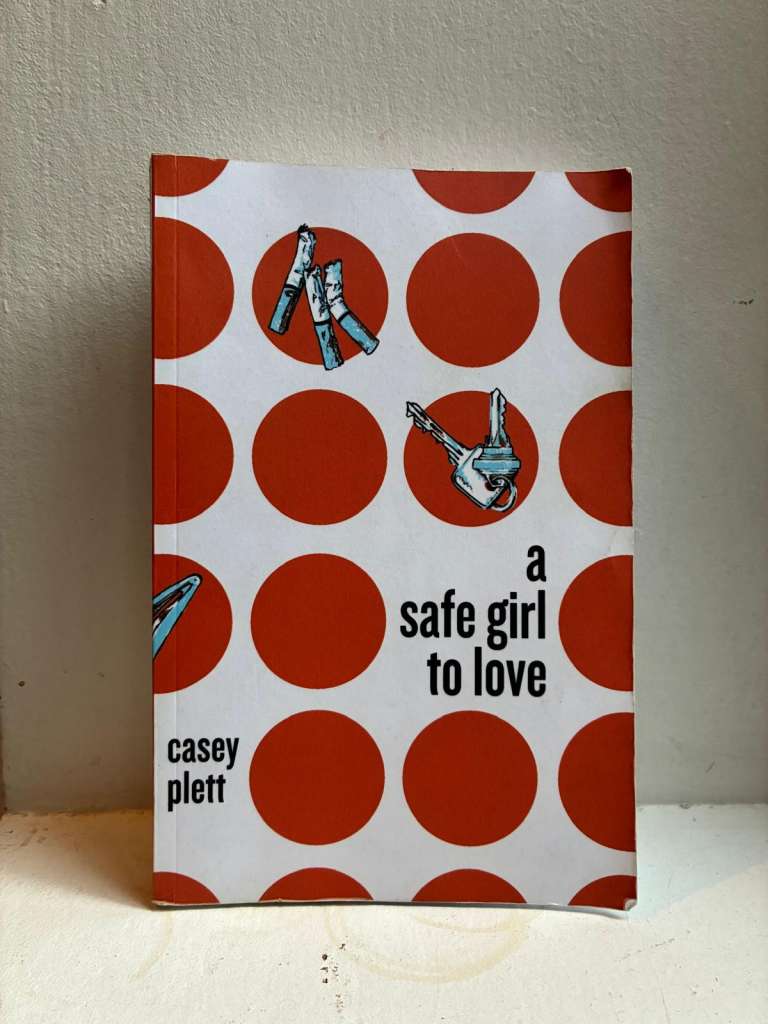 a
safe girl
to love
casey
plett